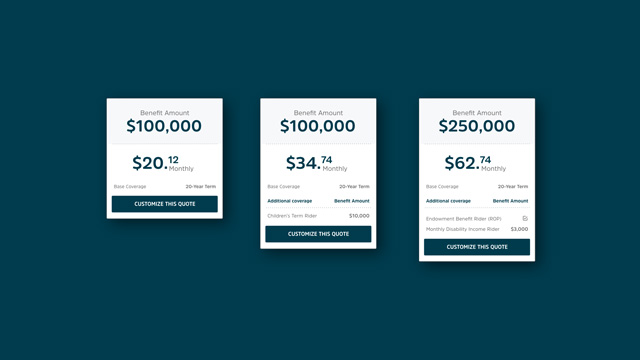 Benefit Amount
$100,000
$20.12 Monthly
Base Coverage 20-Year Term
CUSTOMIZE THIS QUOTE
Benefit Amount
$100,000
$34.74 Monthly
Base Coverage 20-Year Term
Additional coverage Benefit Amount
Children's Term Rider $10,000
CUSTOMIZE THIS QUOTE
Benefit Amount
$250,000
$62.74 Monthly
Base Coverage 20-Year Term
Additional coverage Benefit Amount
Endowment Benefit Rider (ROP)
Monthly Disability Income Rider $3,000
CUSTOMIZE THIS QUOTE